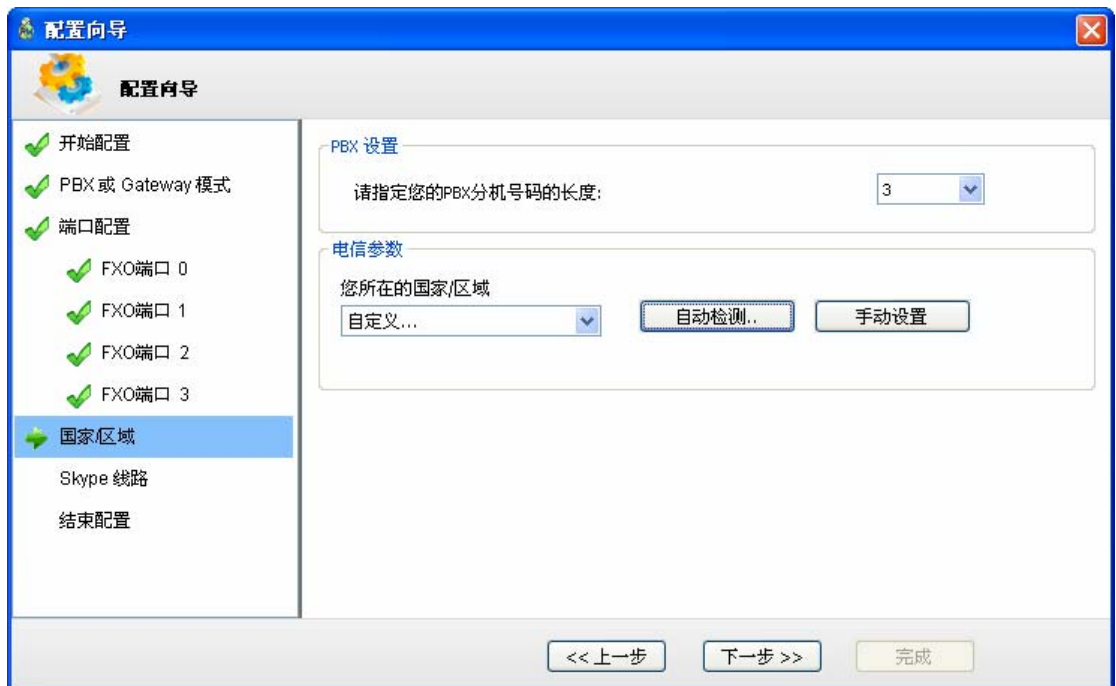 配置向导
配置向导
开始配置
PBX 或 Gateway 模式
端口配置
FXO端口 0
FXO端口 1
FXO端口 2
FXO端口 3
国家/区域
Skype 线路
结束配置
PBX 设置
请指定您的PBX分机号码的长度:
3
电信参数
您所在的国家/区域
自定义...
自动检测..
手动设置
<< 上一步
下一步 >>
完成